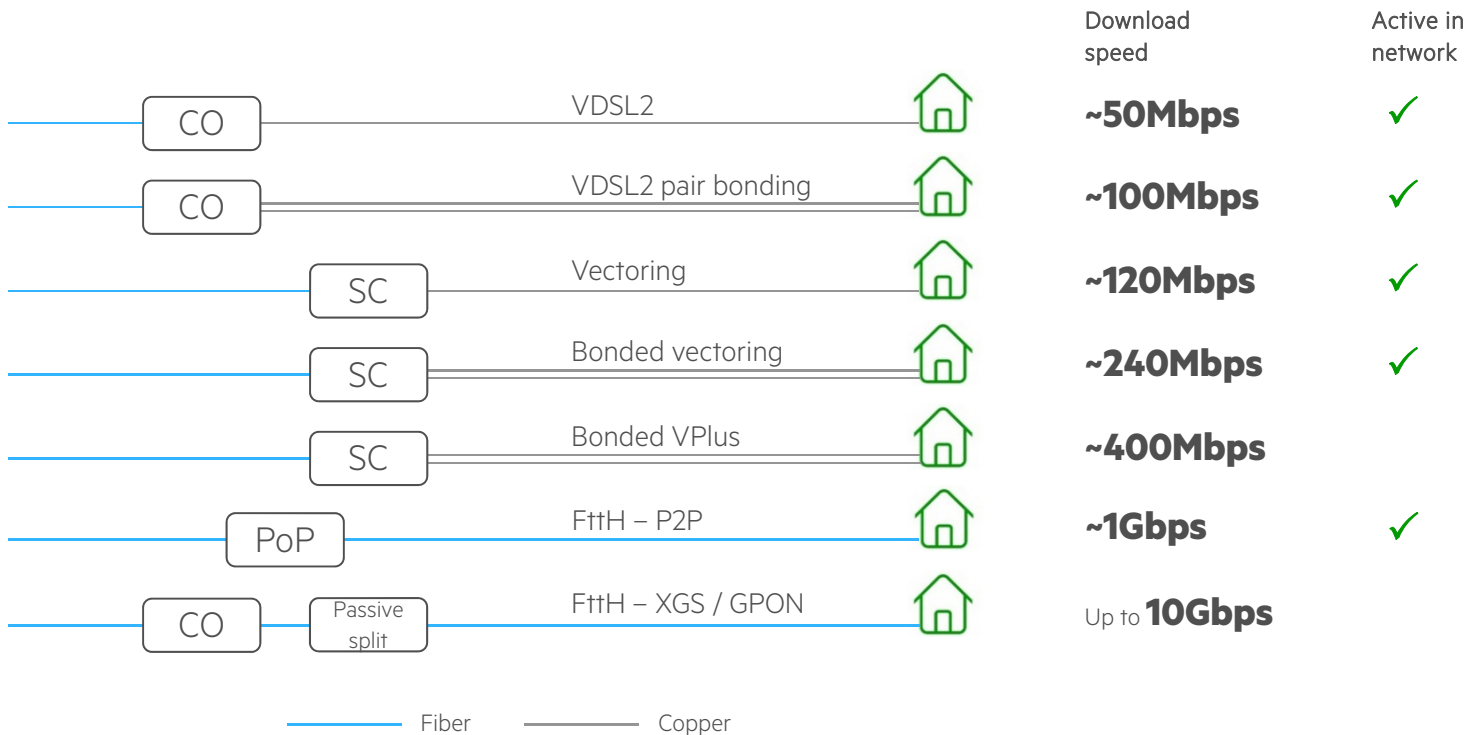 Download
speed
Active in
network
CO
VDSL2
~50Mbps
✓
CO
VDSL2 pair bonding
~100Mbps
✓
SC
Vectoring
~120Mbps
✓
SC
Bonded vectoring
~240Mbps
✓
SC
Bonded VPlus
~400Mbps
PoP
FttH – P2P
~1Gbps
✓
CO
Passive
split
FttH – XGS / GPON
Up to 10Gbps
Fiber
Copper